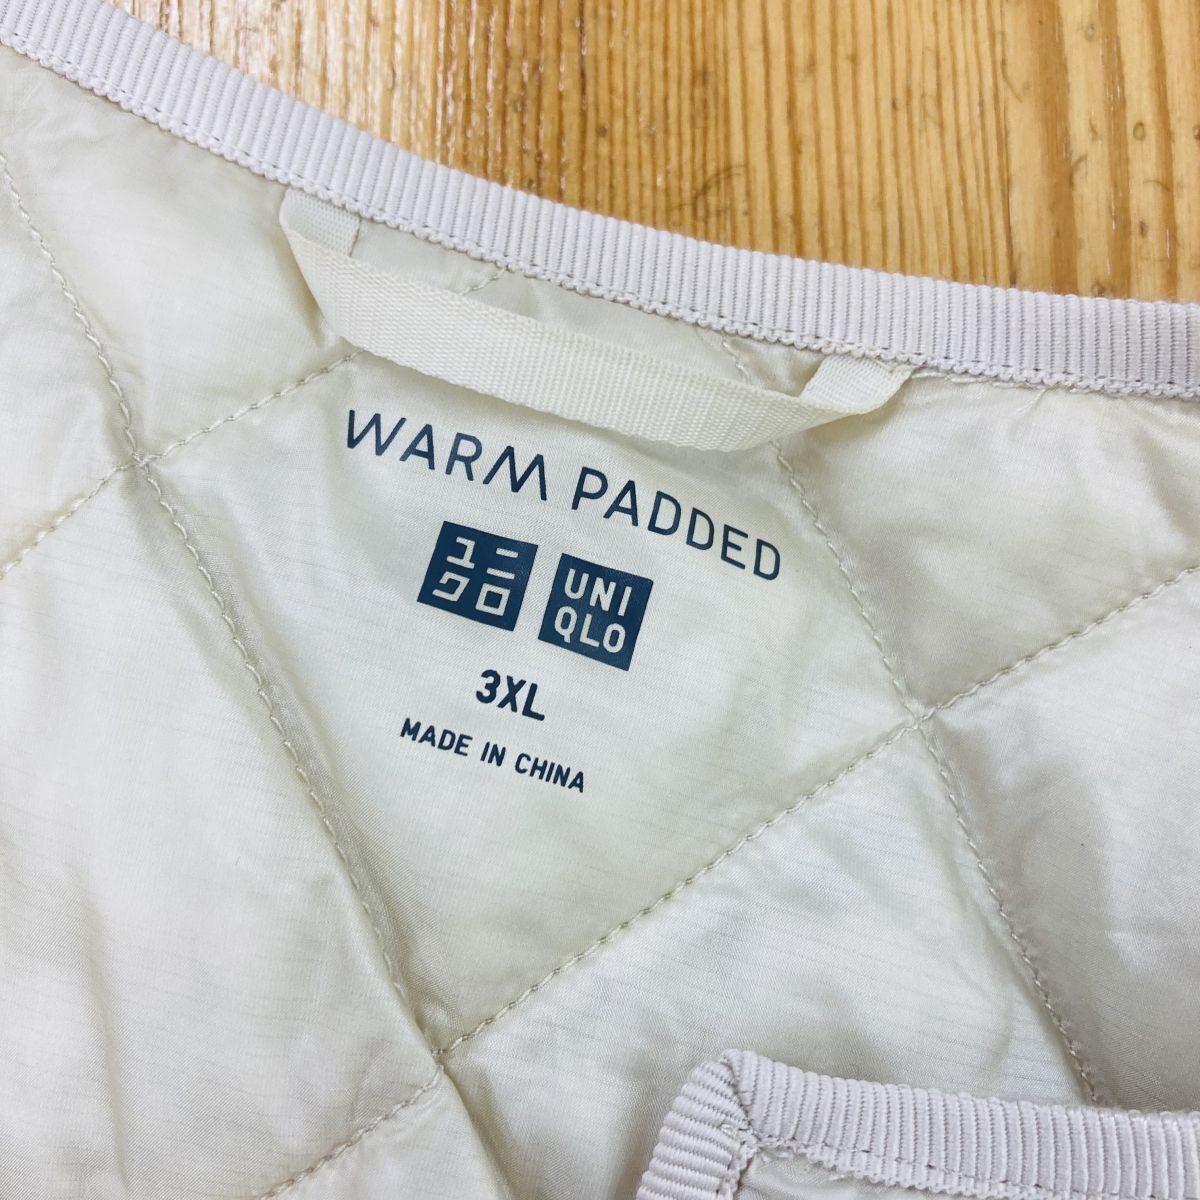 WARM PADDED
ユニ
クロ
UNI
QLO
3XL
MADE IN CHINA